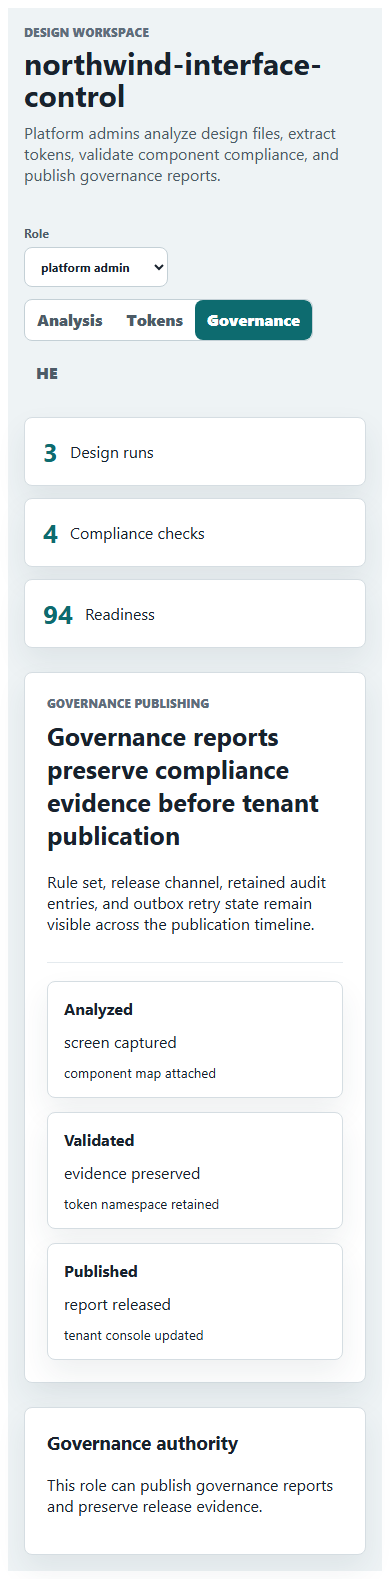 DESIGN WORKSPACE
northwind-interface-
control
Platform admins analyze design files, extract
tokens, validate component compliance, and
publish governance reports.
Role
platform admin
Analysis Tokens Governance
HE
3 Design runs
4 Compliance checks
94 Readiness
GOVERNANCE PUBLISHING
Governance reports
preserve compliance
evidence before tenant
publication
Rule set, release channel, retained audit
entries, and outbox retry state remain
visible across the publication timeline.
Analyzed
screen captured
component map attached
Validated
evidence preserved
token namespace retained
Published
report released
tenant console updated
Governance authority
This role can publish governance reports
and preserve release evidence.